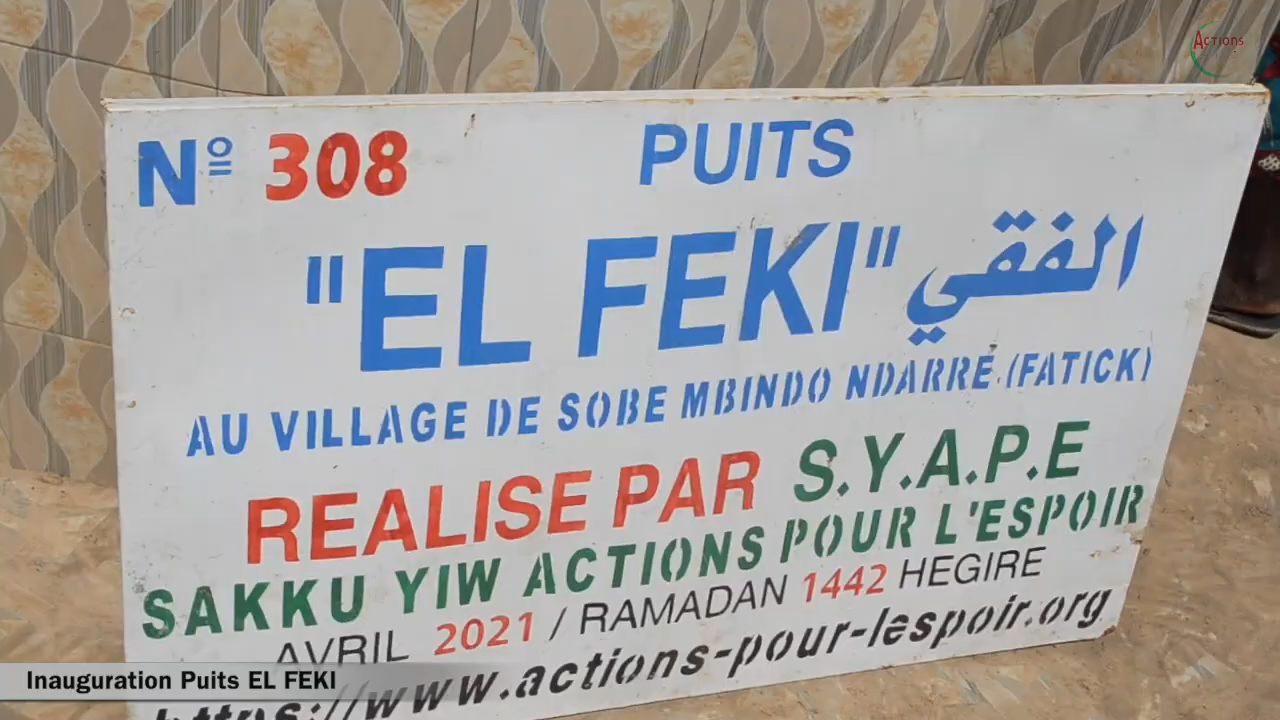 ACTIONS
Nº 308 PUITS
"EL FEKI" الفقي
AU VILLAGE DE SOBE MBINDO NDARRE (FATICK)
REALISE PAR S.Y.A.P.E
SAKKU YIW ACTIONS POUR L'ESPOIR
AVRIL 2021 / RAMADAN 1442 HEGIRE
https://www.actions-pour-lespoir.org
Inauguration Puits EL FEKI